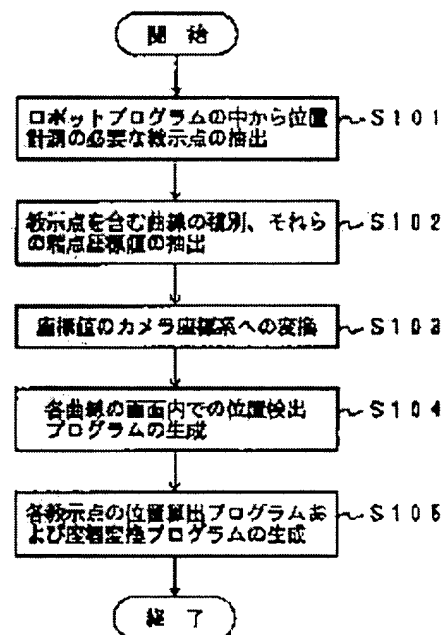 開 始
ロボットプログラムの中から位置
計測の必要な教示点の抽出
S101
教示点を含む曲線の種別、それら
の端点座標値の抽出
S102
座標値のカメラ座標系への変換
S103
各曲線の画面内での位置検出
プログラムの生成
S104
各教示点の位置算出プログラムお
よび座標変換プログラムの生成
S105
終 了